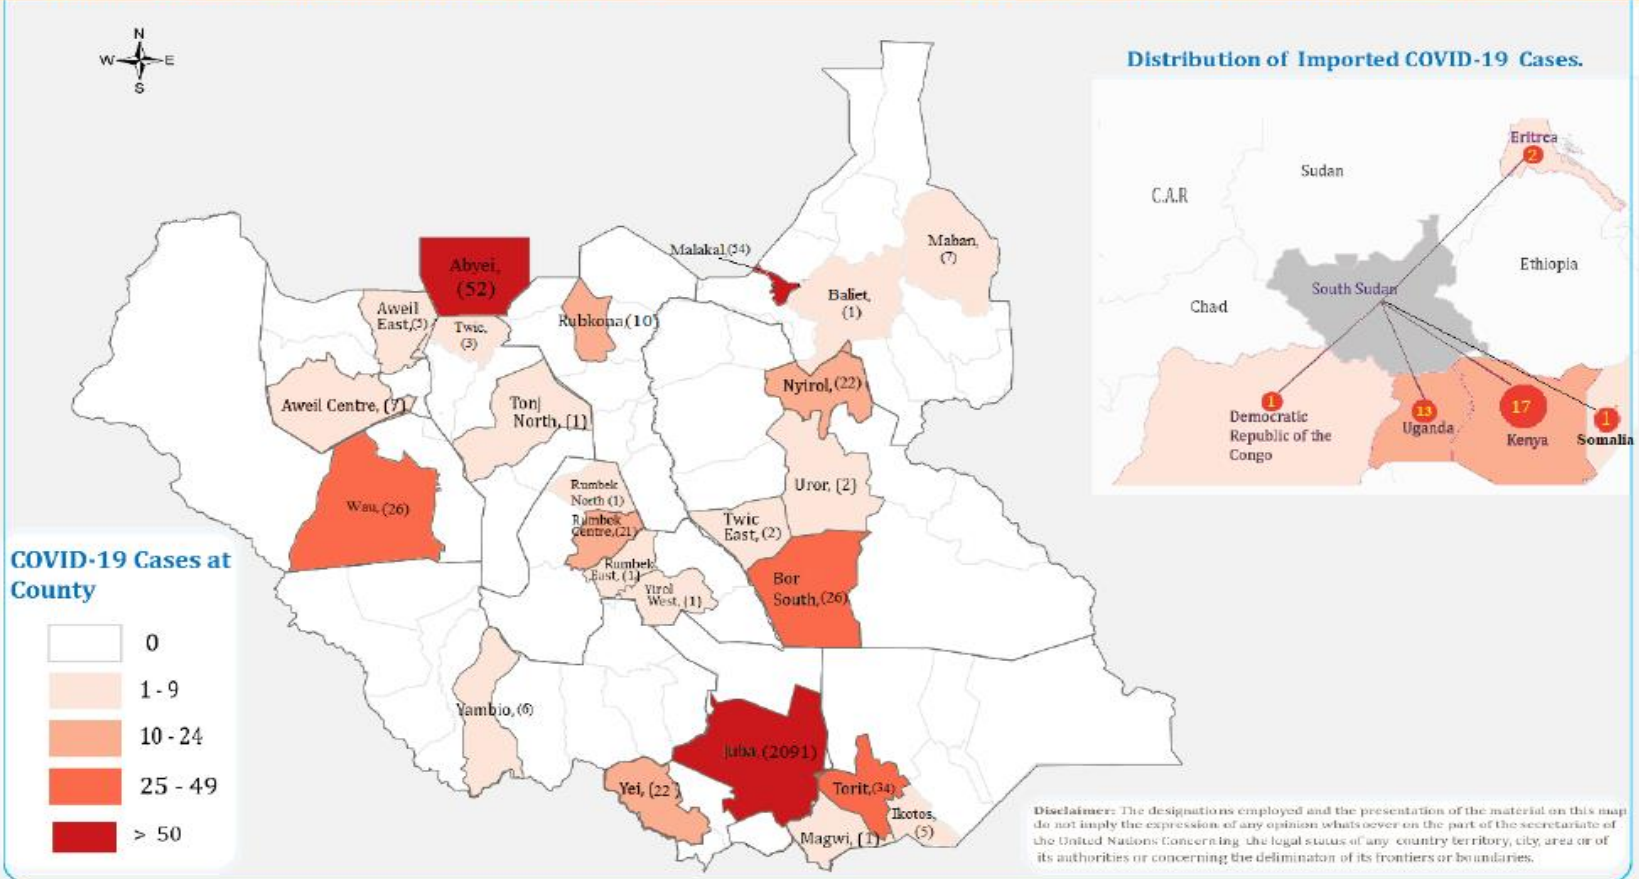 N
W E
S
Distribution of Imported COVID-19 Cases.
Eritrea
2
Sudan
C.A.R
Ethiopia
South Sudan
Chad
1
Democratic
Republic of the
Congo
13
Uganda
17
Kenya
1
Somalia
Malakal,(54)
Maban,
(7)
Abyei,
(52)
Baliet,
(1)
Aweil
East,(5)
Twic,
(3)
Rubkona,(10)
Nyirol,(22)
Aweil Centre, (7)
Tonj
North, (1)
Wau, (26)
Rumbek
North (1)
Rumbek
Centre,(21)
Uror, (2)
Twic
East, (2)
Rumbek
East, (1)
Yirol
West, (1)
Bor
South,(26)
Yambio, (6)
Juba,(2091)
Yei, (22)
Torit,(34)
Ikotos,
(5)
Magwi, (1)
COVID-19 Cases at
County
0
1 - 9
10 - 24
25 - 49
> 50
Disclaimer: The designations employed and the presentation of the material on this map
do not imply the expression of any opinion whatsoever on the part of the secretariate of
the United Nations Concerning the legal status of any country territory, city, area or of
its authorities or concerning the deliminaton of its frontiers or boundaries.